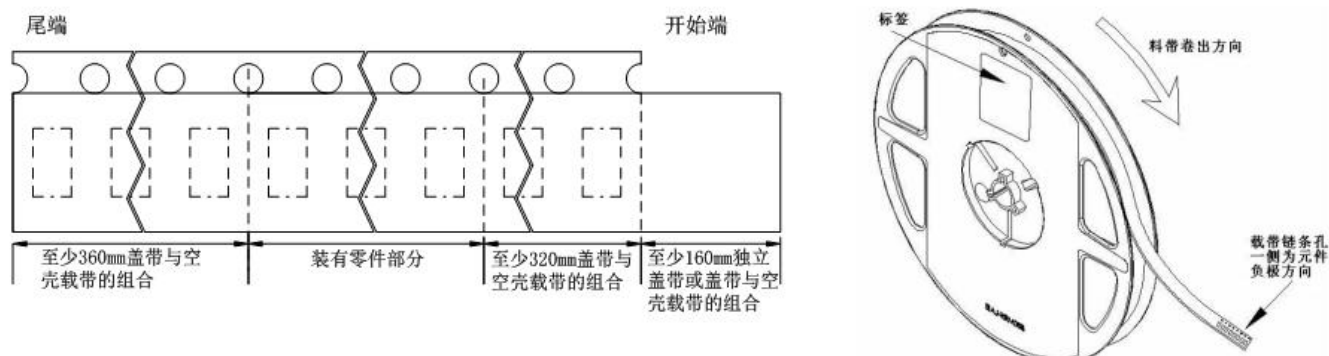 尾端
开始端
至少360mm盖带与空
壳载带的组合
装有零件部分
至少320mm盖带与
空壳载带的组合
至少160mm独立
盖带或盖带与空
壳载带的组合
标签
料带卷出方向
载带链条孔
一侧为元件
负极方向